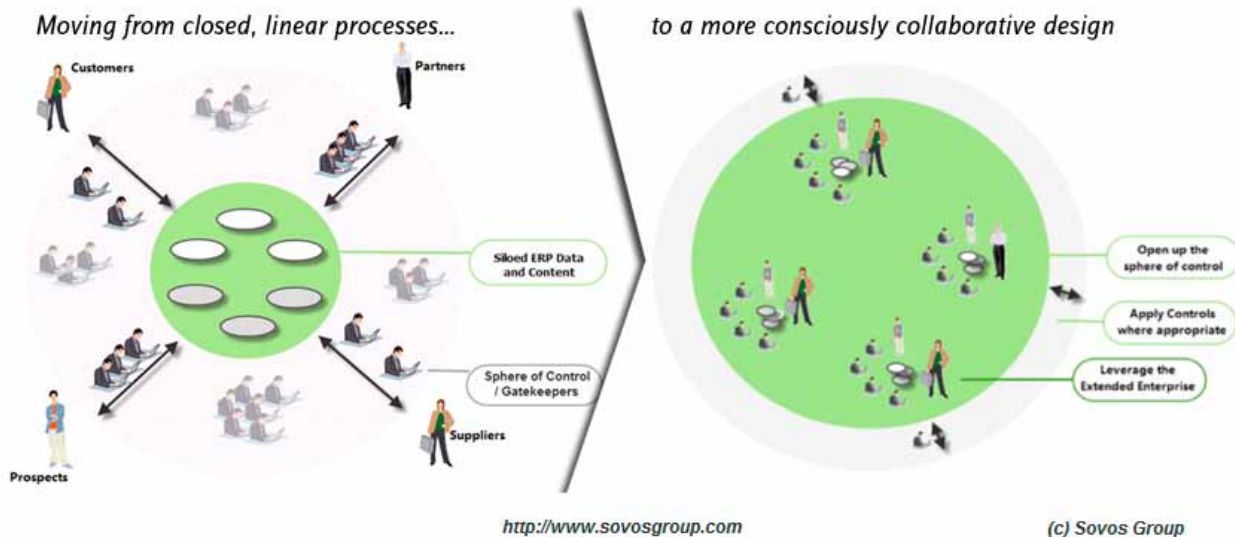 Moving from closed, linear processes...
to a more consciously collaborative design
Customers
Partners
Siloed ERP Data
and Content
Sphere of Control
/ Gatekeepers
Prospects
Suppliers
Open up the
sphere of control
Apply Controls
where appropriate
Leverage the
Extended Enterprise
http://www.sovosgroup.com
(c) Sovos Group